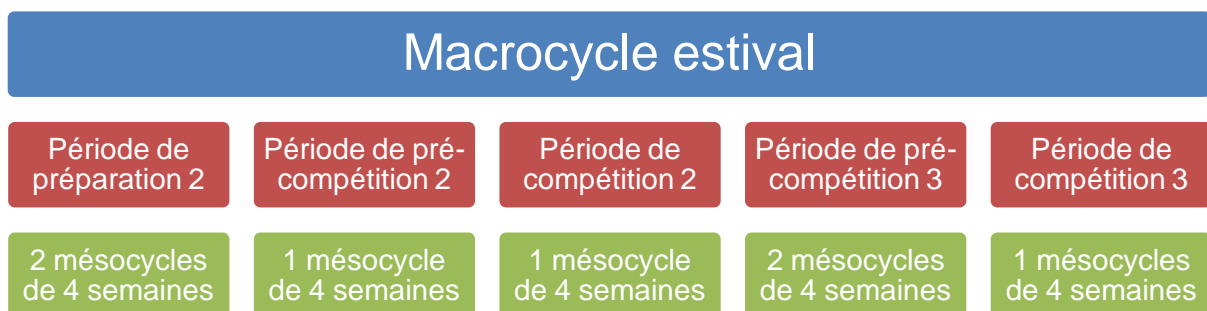 Macrocycle estival
Période de
préparation 2
Période de pré-
compétition 2
Période de
compétition 2
Période de pré-
compétition 3
Période de
compétition 3
2 mésocycles
de 4 semaines
1 mésocycle
de 4 semaines
1 mésocycle
de 4 semaines
2 mésocycles
de 4 semaines
1 mésocycles
de 4 semaines